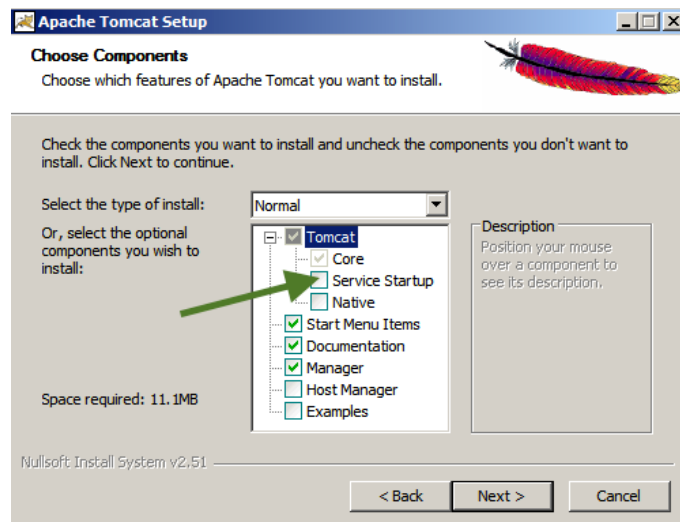 Apache Tomcat Setup
Choose Components
Choose which features of Apache Tomcat you want to install.
Check the components you want to install and uncheck the components you don't want to
install. Click Next to continue.
Select the type of install:
Normal
Or, select the optional
components you wish to
install:
Tomcat
Core
Service Startup
Native
Start Menu Items
Documentation
Manager
Host Manager
Examples
Description
Position your mouse
over a component to
see its description.
Space required: 11.1MB
Nullsoft Install System v2.51
< Back
Next >
Cancel